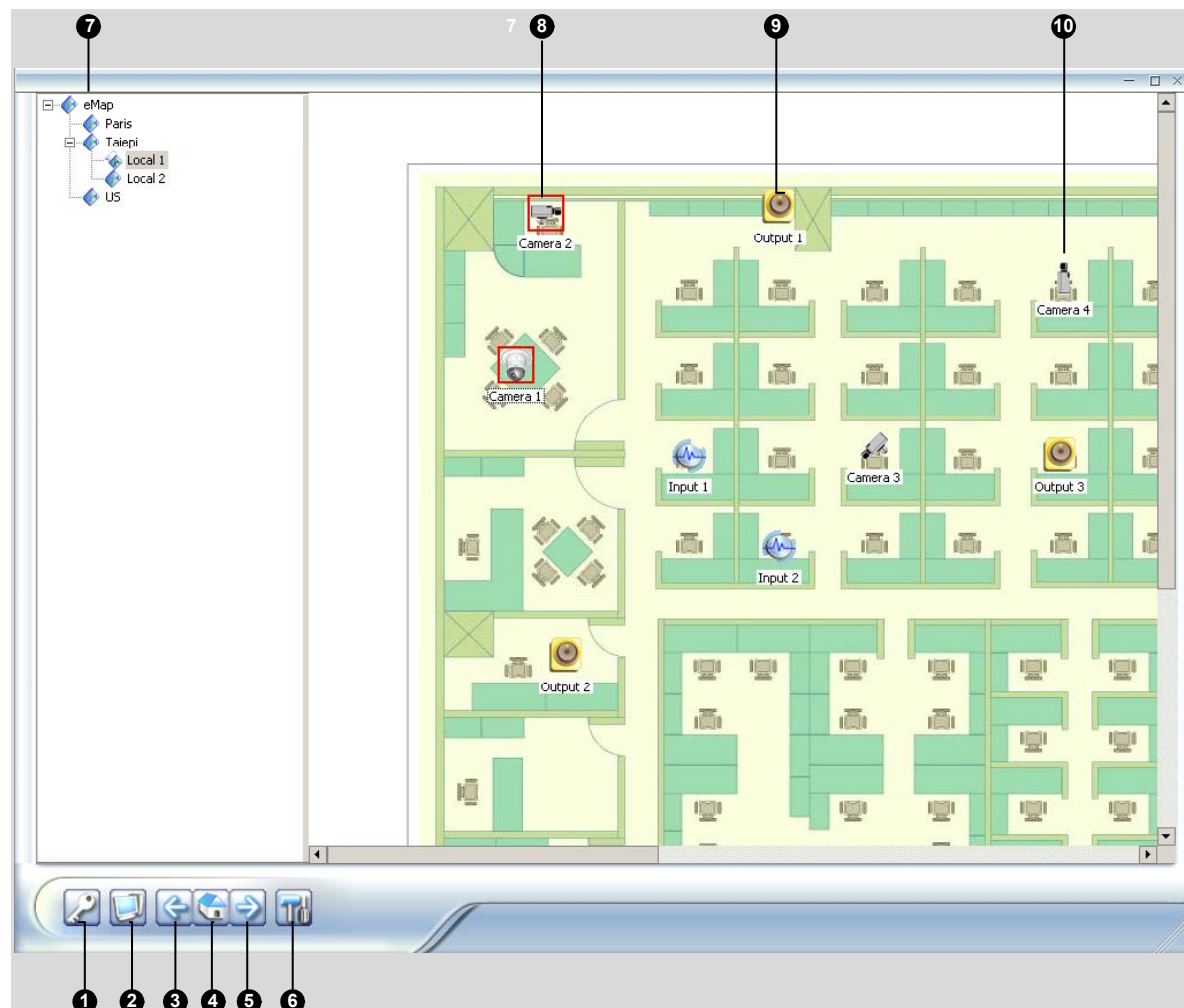 7
7
8
9
10
eMap
Paris
Taiepi
Local 1
Local 2
US
Camera 2
Output 1
Camera 4
Camera 1
Input 1
Camera 3
Output 3
Input 2
Output 2
1
2
3
4
5
6